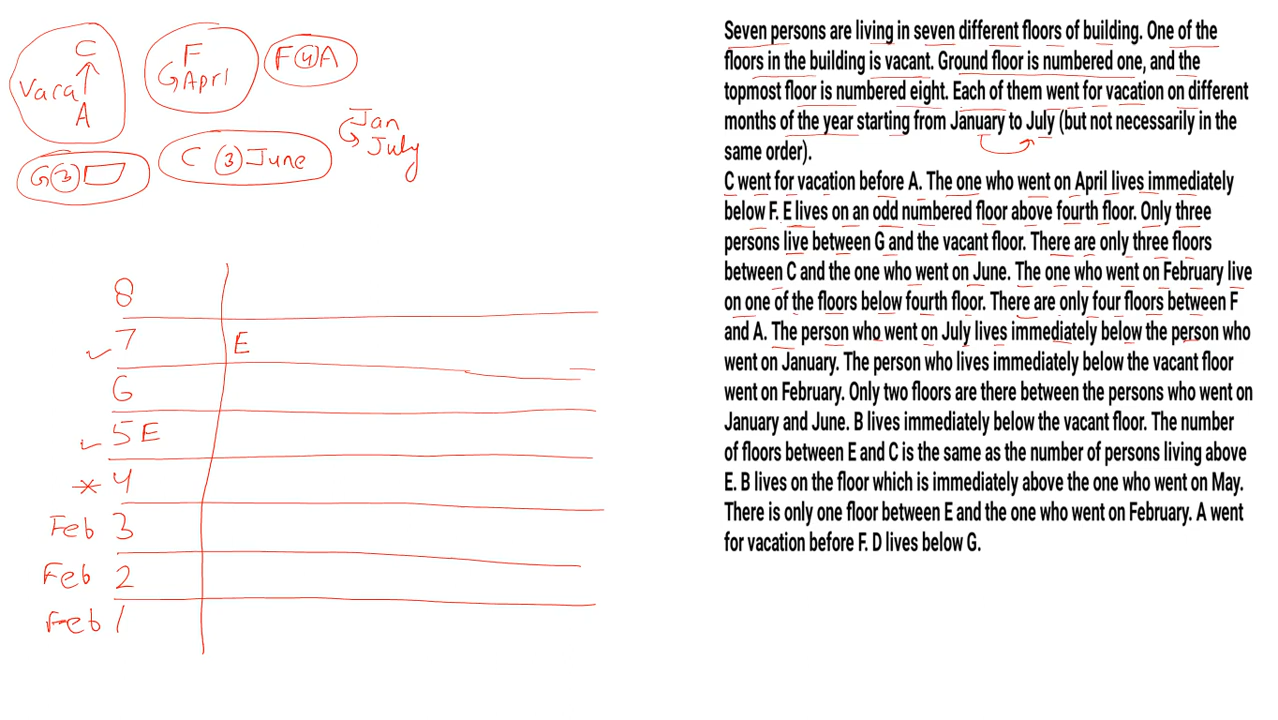 C
Vaca
A
F
G April
F 4 A
G 3
C 3 June
Jan
July
8
7 E
6
5 E
4
Feb 3
Feb 2
Feb 1
Seven persons are living in seven different floors of building. One of the
floors in the building is vacant. Ground floor is numbered one, and the
topmost floor is numbered eight. Each of them went for vacation on different
months of the year starting from January to July (but not necessarily in the
same order).
C went for vacation before A. The one who went on April lives immediately
below F. E lives on an odd numbered floor above fourth floor. Only three
persons live between G and the vacant floor. There are only three floors
between C and the one who went on June. The one who went on February live
on one of the floors below fourth floor. There are only four floors between F
and A. The person who went on July lives immediately below the person who
went on January. The person who lives immediately below the vacant floor
went on February. Only two floors are there between the persons who went on
January and June. B lives immediately below the vacant floor. The number
of floors between E and C is the same as the number of persons living above
E. B lives on the floor which is immediately above the one who went on May.
There is only one floor between E and the one who went on February. A went
for vacation before F. D lives below G.